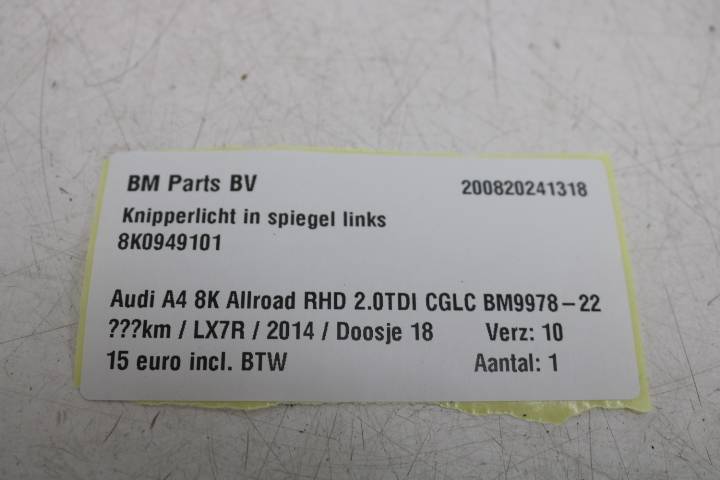 BM Parts BV 200820241318
Knipperlicht in spiegel links
8K0949101
Audi A4 8K Allroad RHD 2.0TDI CGLC BM9978-22
???km / LX7R / 2014 / Doosje 18 Verz: 10
15 euro incl. BTW Aantal: 1